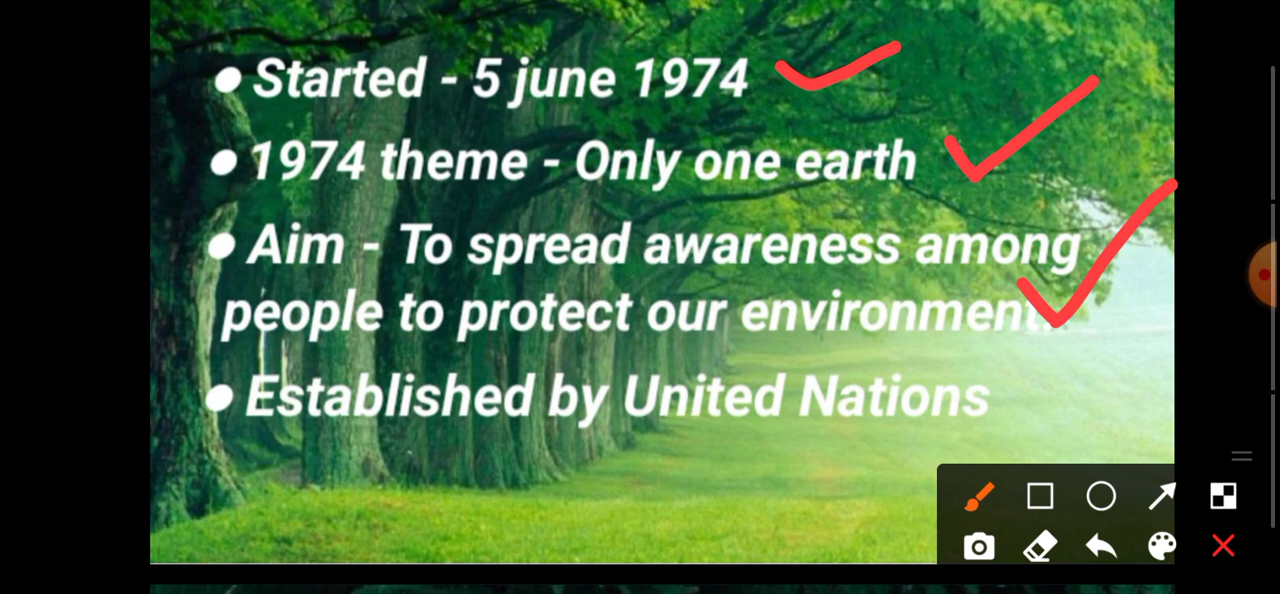 ● Started - 5 june 1974
● 1974 theme - Only one earth
● Aim - To spread awareness among
people to protect our environment.
● Established by United Nations